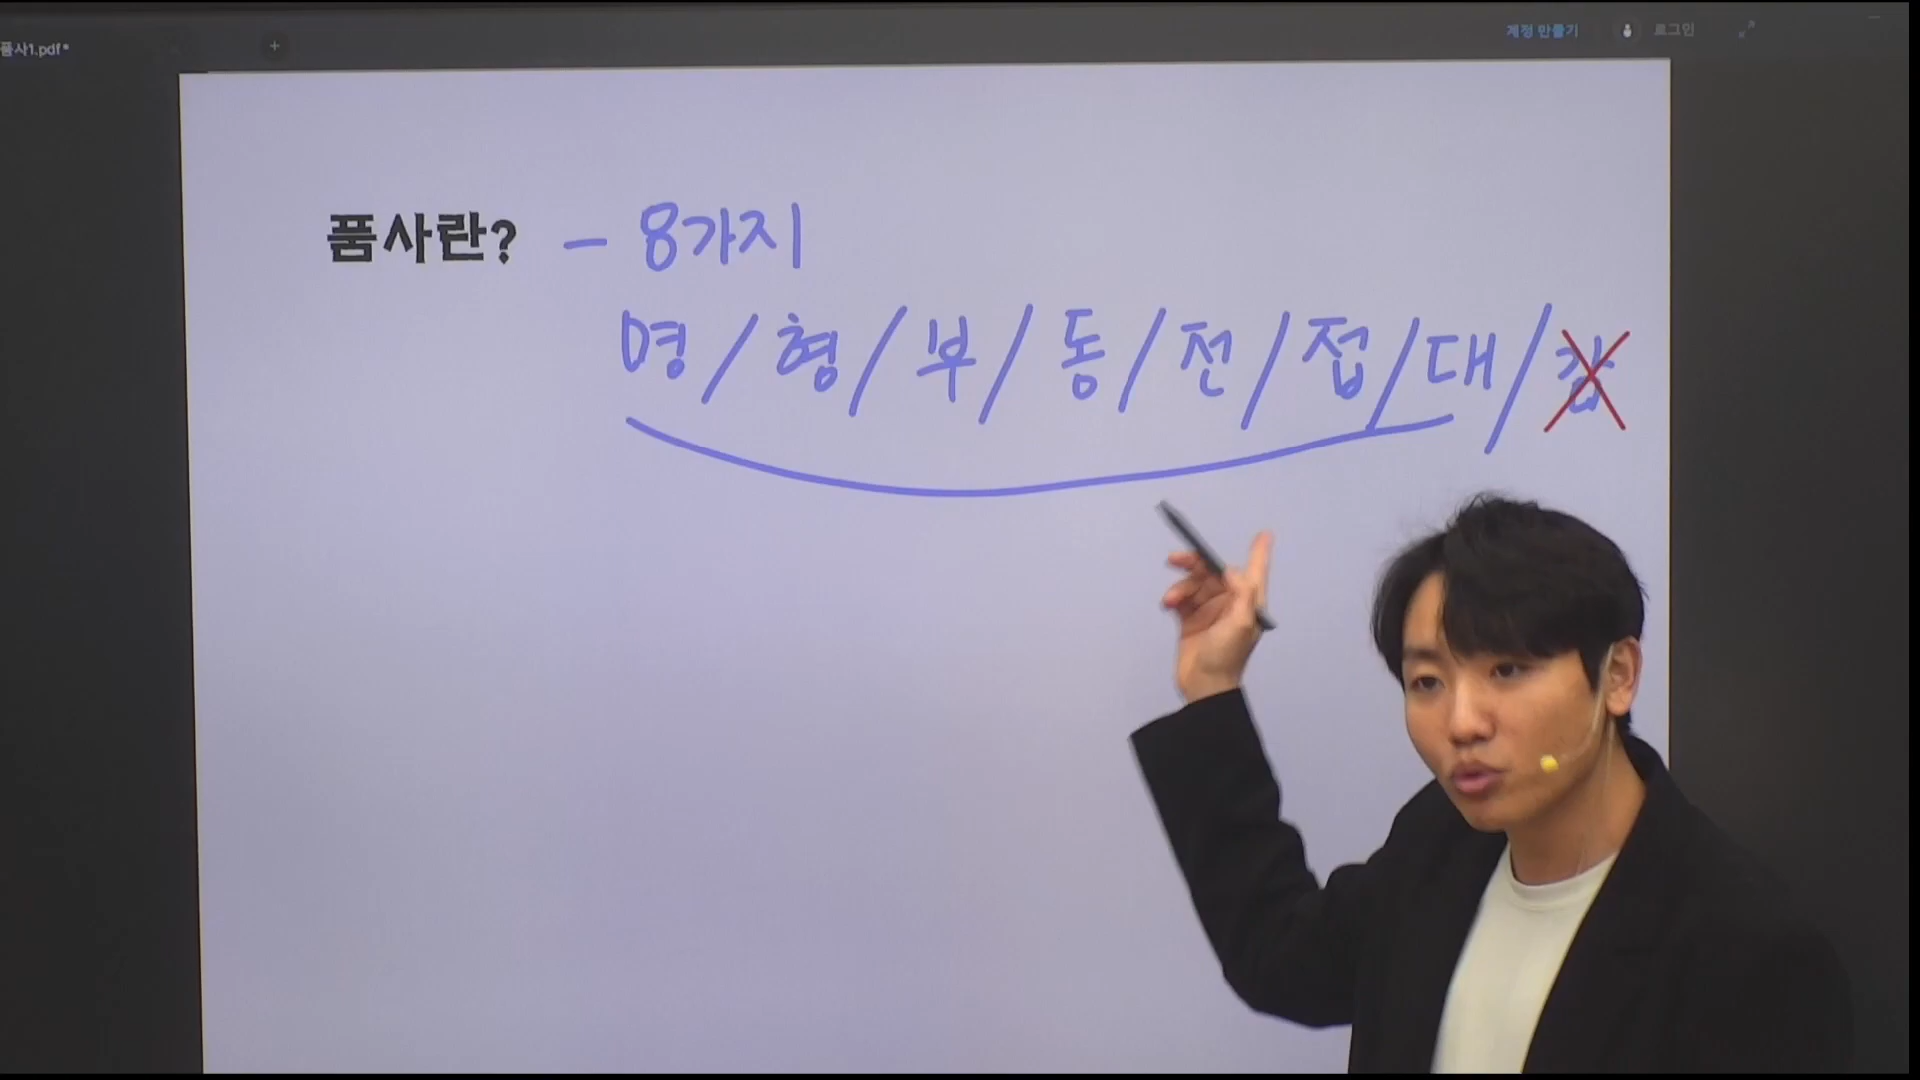 품사1.pdf*
+
계정 만들기 로그인
품사란? - 8가지
명/형/부/동/전/접/대/감